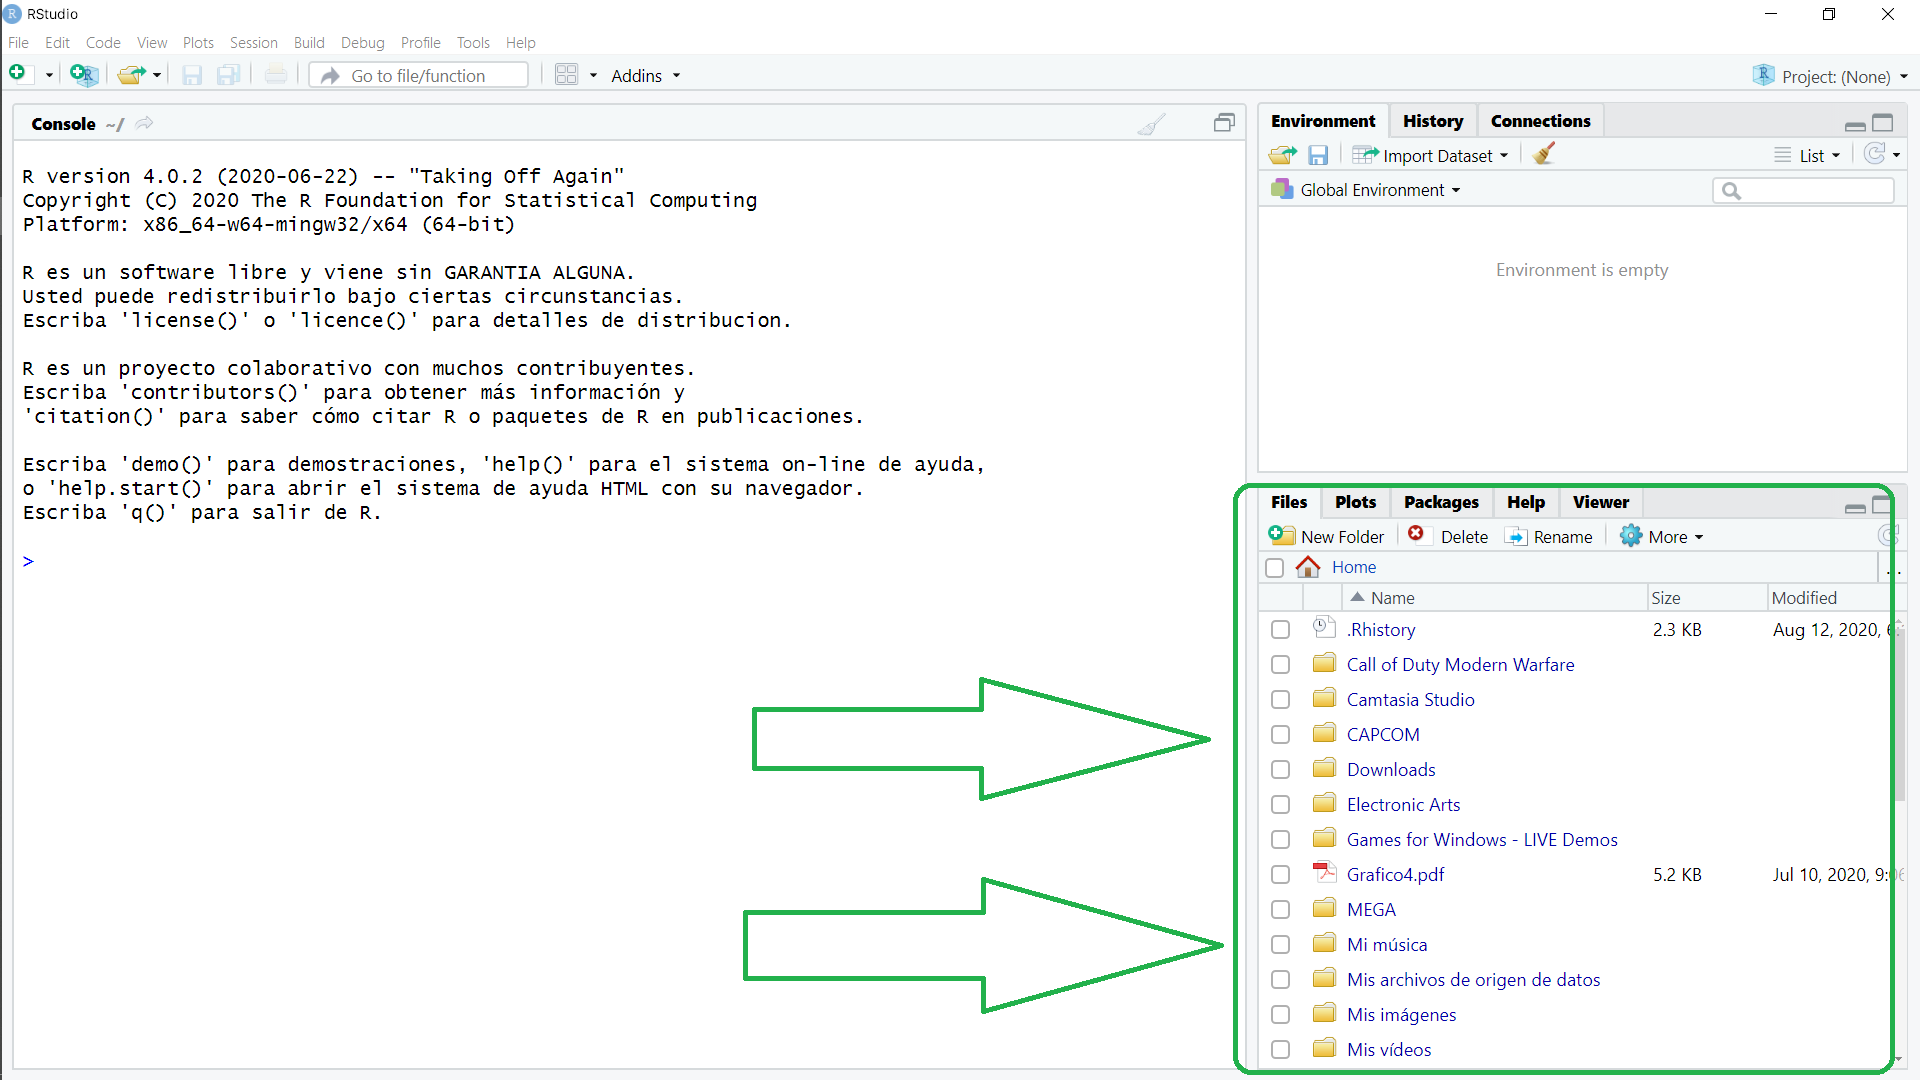 RStudio
File Edit Code View Plots Session Build Debug Profile Tools Help
Go to file/function Addins Project: (None)
Console ~/
R version 4.0.2 (2020-06-22) -- "Taking Off Again"
Copyright (C) 2020 The R Foundation for Statistical Computing
Platform: x86_64-w64-mingw32/x64 (64-bit)
R es un software libre y viene sin GARANTIA ALGUNA.
Usted puede redistribuirlo bajo ciertas circunstancias.
Escriba 'license()' o 'licence()' para detalles de distribucion.
R es un proyecto colaborativo con muchos contribuyentes.
Escriba 'contributors()' para obtener más información y
'citation()' para saber cómo citar R o paquetes de R en publicaciones.
Escriba 'demo()' para demostraciones, 'help()' para el sistema on-line de ayuda,
o 'help.start()' para abrir el sistema de ayuda HTML con su navegador.
Escriba 'q()' para salir de R.
>
Environment History Connections
Import Dataset List
Global Environment
Environment is empty
Files Plots Packages Help Viewer
New Folder Delete Rename More
Home ...
Name Size Modified
.Rhistory 2.3 KB Aug 12, 2020,
Call of Duty Modern Warfare
Camtasia Studio
CAPCOM
Downloads
Electronic Arts
Games for Windows - LIVE Demos
Grafico4.pdf 5.2 KB Jul 10, 2020,
MEGA
Mi música
Mis archivos de origen de datos
Mis imágenes
Mis vídeos